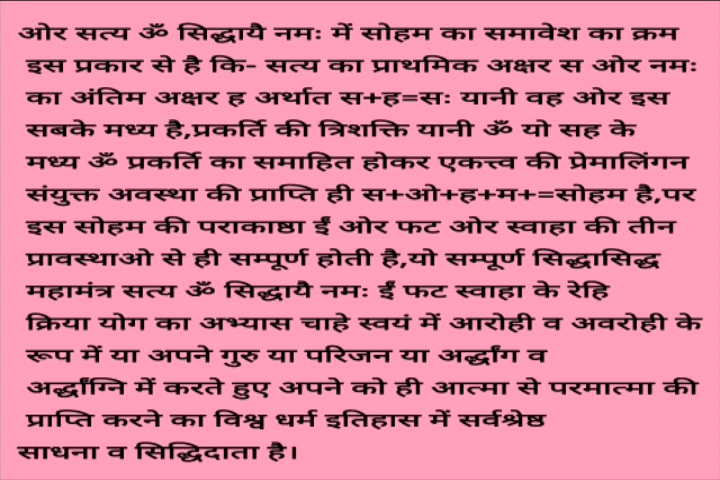 ओर सत्य ॐ सिद्धायै नमः में सोहम का समावेश का क्रम
इस प्रकार से है कि- सत्य का प्राथमिक अक्षर स ओर नमः
का अंतिम अक्षर ह अर्थात स+ह=सः यानी वह ओर इस
सबके मध्य है,प्रकर्ति की त्रिशक्ति यानी ॐ यो सह के
मध्य ॐ प्रकर्ति का समाहित होकर एकत्त्व की प्रेमालिंगन
संयुक्त अवस्था की प्राप्ति ही स+ओ+ह+म+=सोहम है,पर
इस सोहम की पराकाष्ठा ईं ओर फट ओर स्वाहा की तीन
प्रावस्थाओ से ही सम्पूर्ण होती है,यो सम्पूर्ण सिद्धासिद्ध
महामंत्र सत्य ॐ सिद्धायै नमः ईं फट स्वाहा के रेहि
क्रिया योग का अभ्यास चाहे स्वयं में आरोही व अवरोही के
रूप में या अपने गुरु या परिजन या अर्द्धांग व
अर्द्धांग्नि में करते हुए अपने को ही आत्मा से परमात्मा की
प्राप्ति करने का विश्व धर्म इतिहास में सर्वश्रेष्ठ
साधना व सिद्धिदाता है।